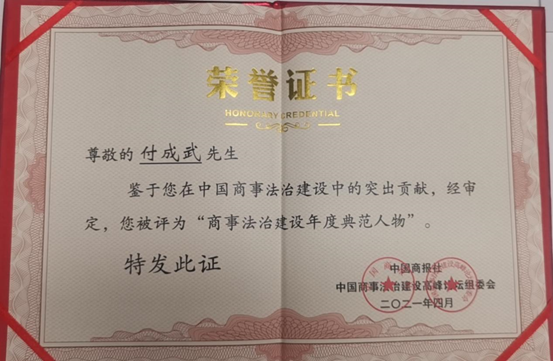 荣誉证书
HONORARY CREDENTIAL
尊敬的 付成武 先生
鉴于您在中国商事法治建设中的突出贡献，经审
定，您被评为“商事法治建设年度典范人物”。
特发此证
中国商报社
中国商事法治建设高峰论坛组委会
二〇二一年四月